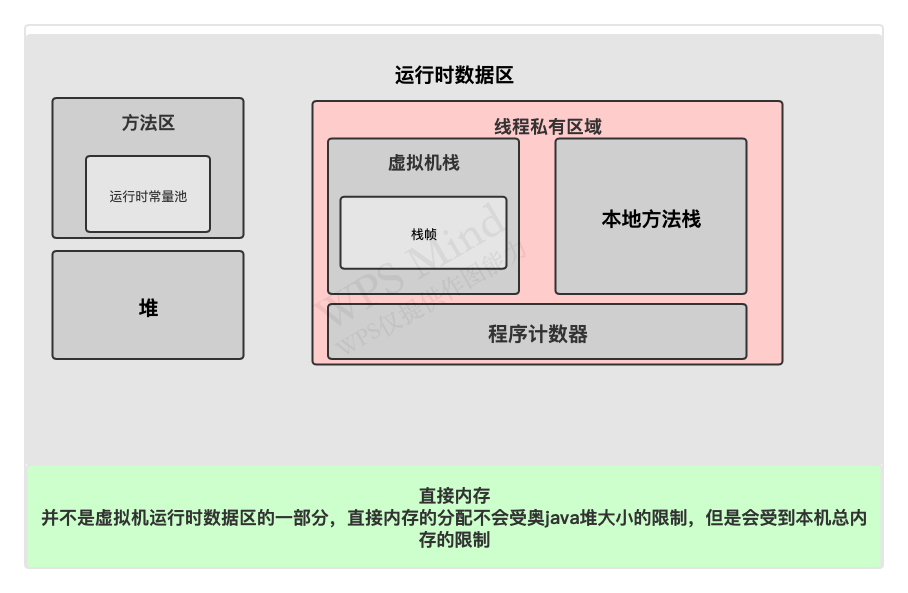 运行时数据区
方法区
运行时常量池
堆
线程私有区域
虚拟机栈
栈帧
本地方法栈
程序计数器
WPS Mind
WPS仅提供作图能力
直接内存
并不是虚拟机运行时数据区的一部分，直接内存的分配不会受奥java堆大小的限制，但是会受到本机总内
存的限制